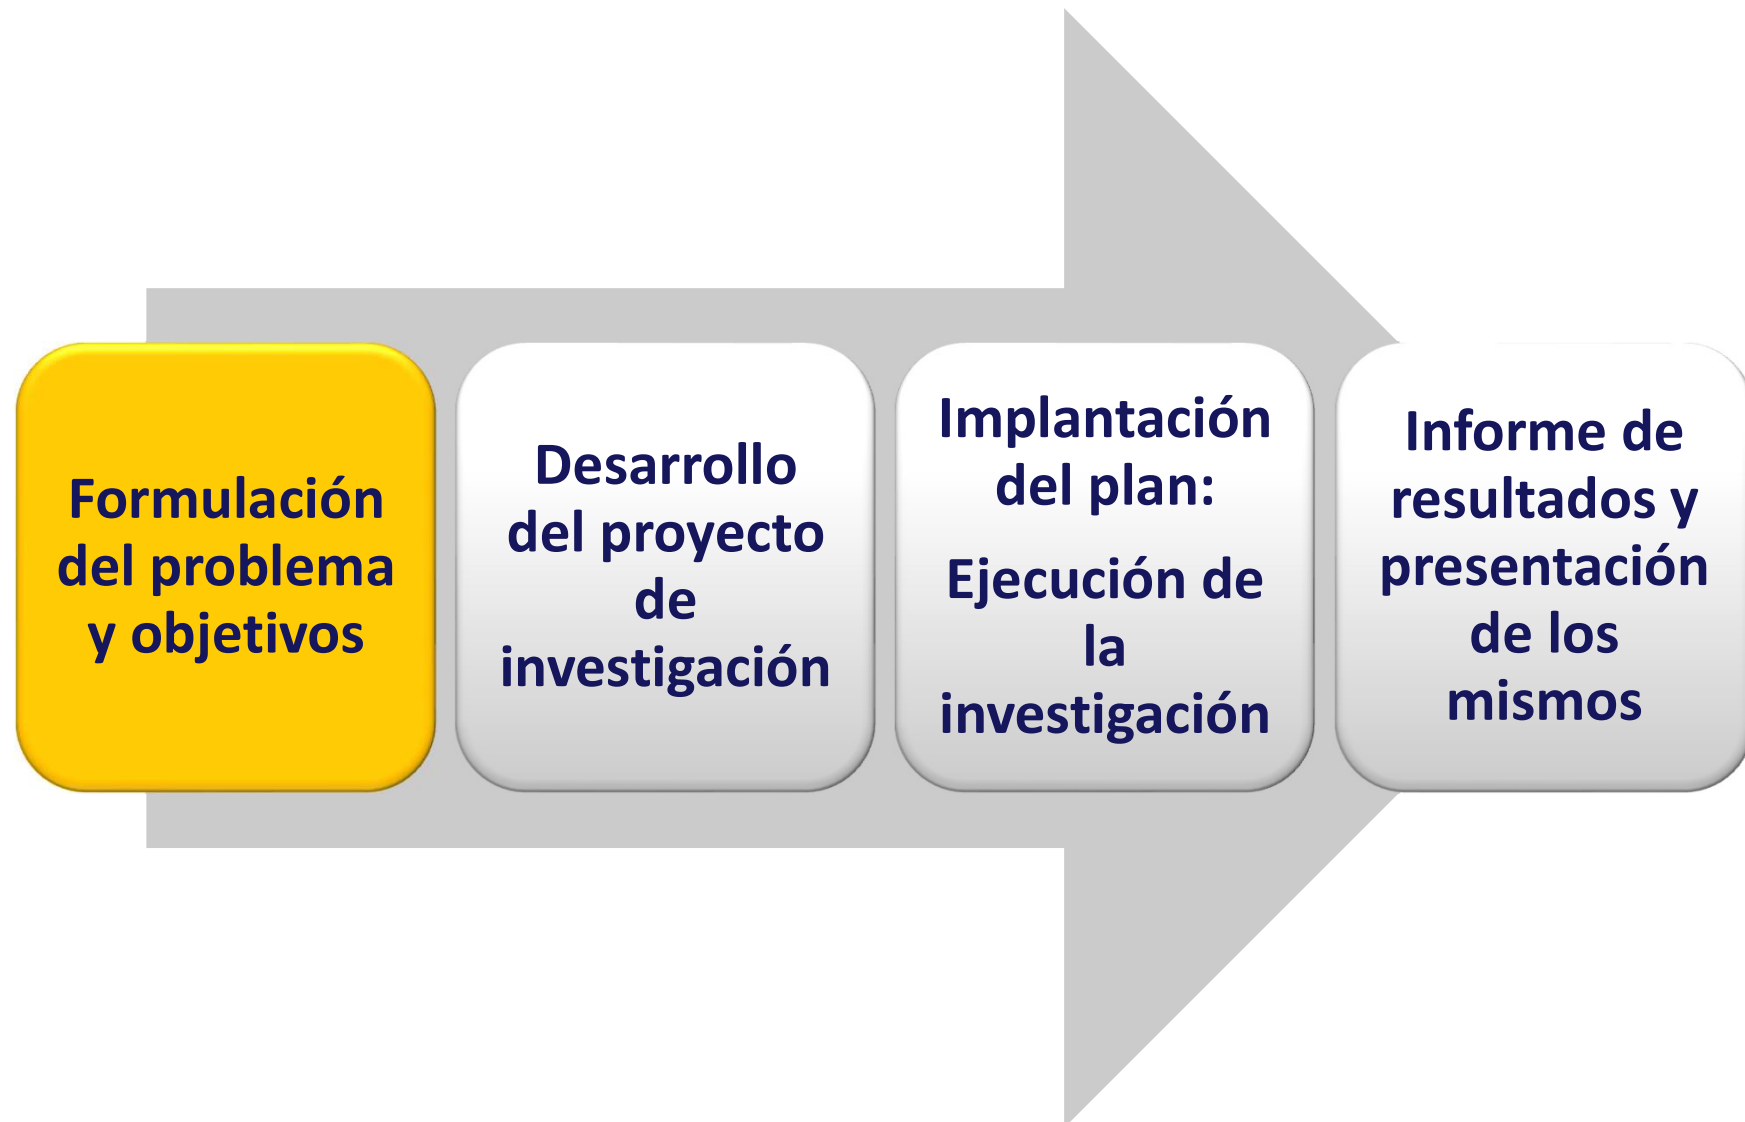 Formulación
del problema
y objetivos
Desarrollo
del proyecto
de
investigación
Implantación
del plan:
Ejecución de
la
investigación
Informe de
resultados y
presentación
de los
mismos